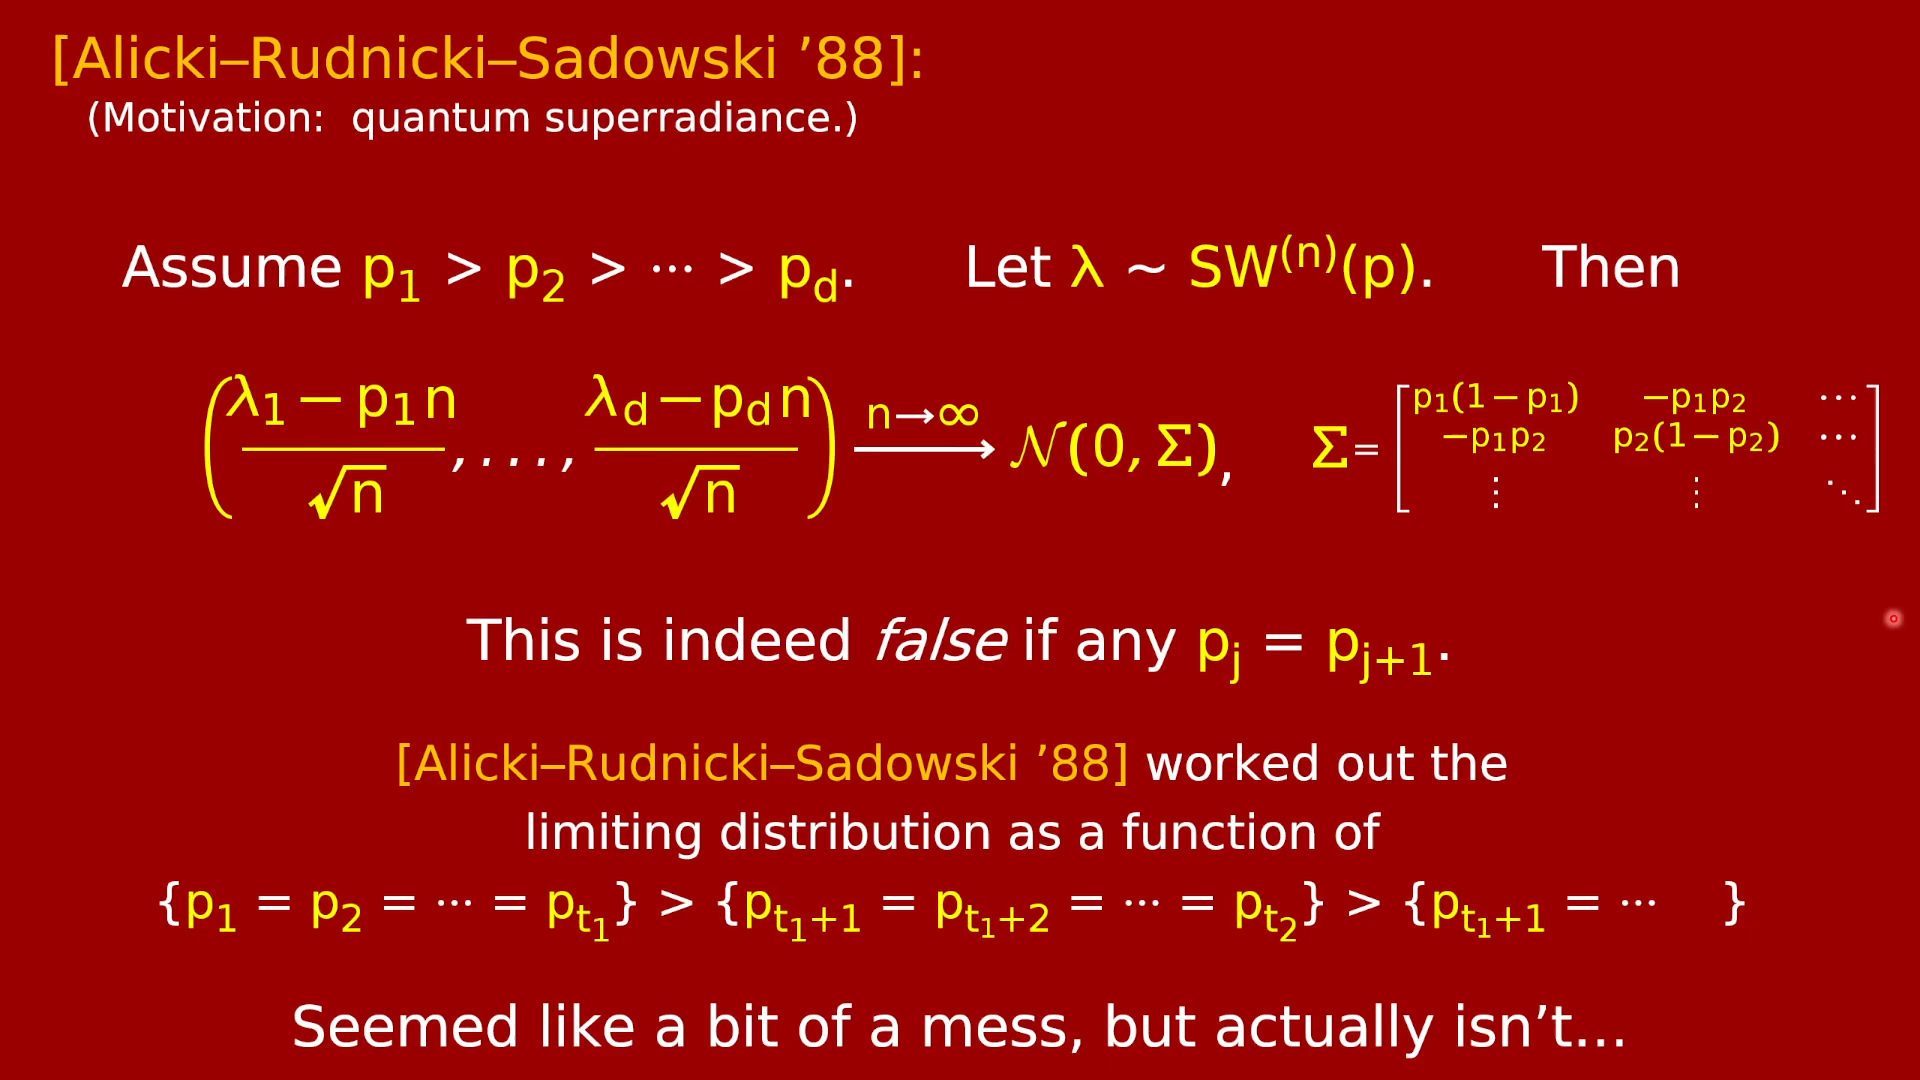 [Alicki–Rudnicki–Sadowski ’88]:
(Motivation: quantum superradiance.)
Assume p₁ > p₂ > ··· > p_d. Let λ ~ SW⁽ⁿ⁾(p). Then
(λ₁ − p₁n / √n , . . . , λ_d − p_d n / √n) n→∞ ⟶ 𝒩(0, Σ), Σ = [p₁(1 − p₁) −p₁p₂ ···
−p₁p₂ p₂(1 − p₂) ···
⋮ ⋮ ⋱]
This is indeed false if any p_j = p_{j+1}.
[Alicki–Rudnicki–Sadowski ’88] worked out the
limiting distribution as a function of
{p₁ = p₂ = ··· = p_{t₁}} > {p_{t₁+1} = p_{t₁+2} = ··· = p_{t₂}} > {p_{t₁+1} = ··· }
Seemed like a bit of a mess, but actually isn’t...